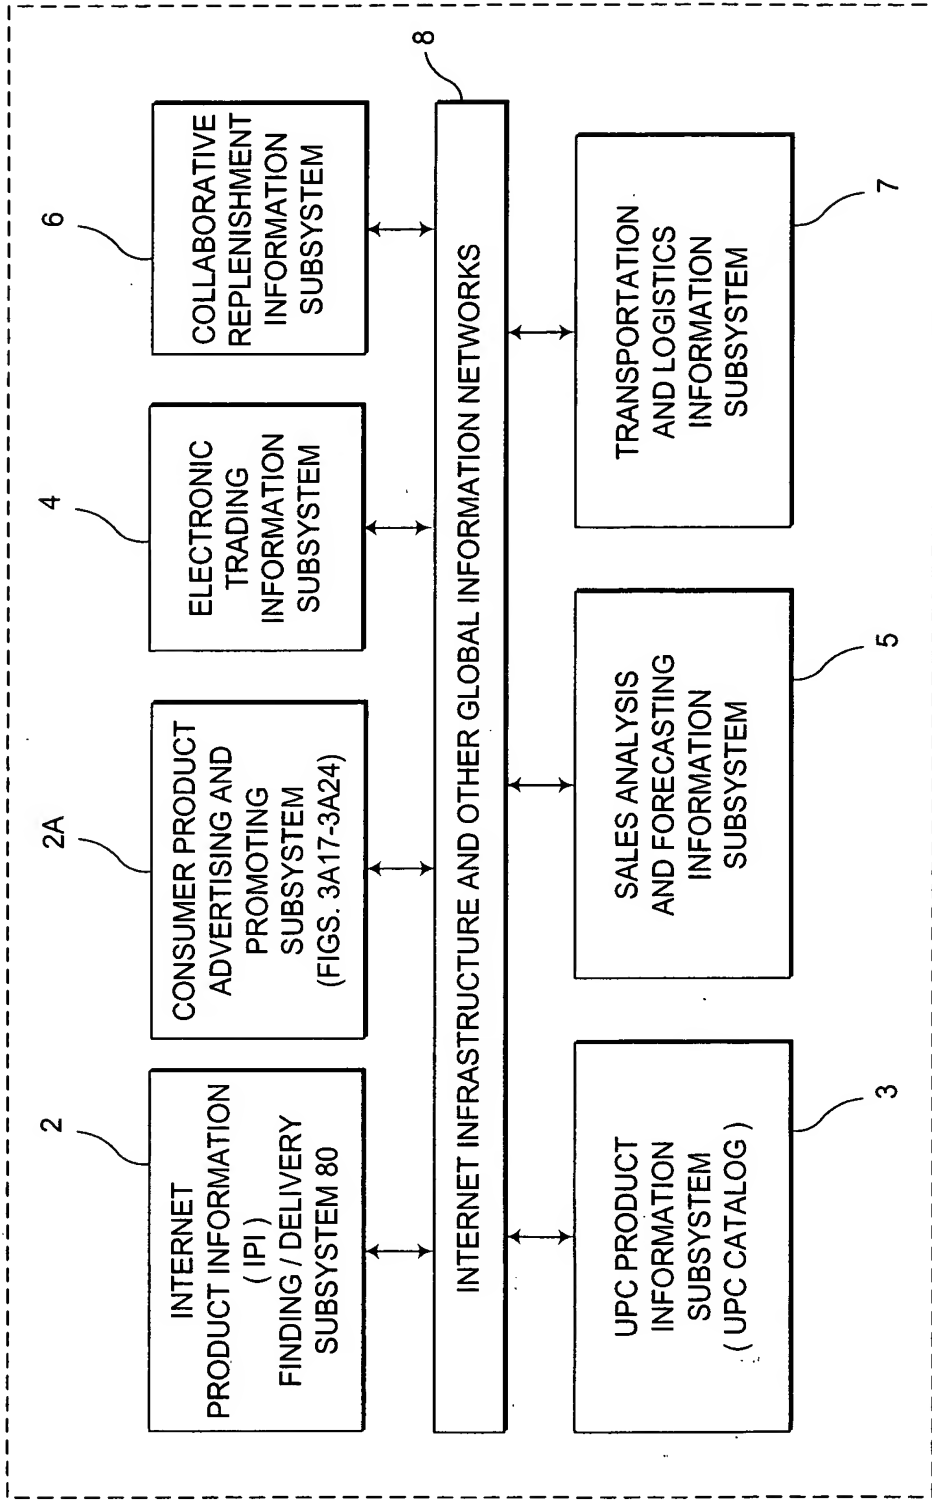 2
INTERNET
PRODUCT INFORMATION
( IPI )
FINDING / DELIVERY
SUBSYSTEM 80
2A
CONSUMER PRODUCT
ADVERTISING AND
PROMOTING
SUBSYSTEM
(FIGS. 3A17-3A24)
4
ELECTRONIC
TRADING
INFORMATION
SUBSYSTEM
6
COLLABORATIVE
REPLENISHMENT
INFORMATION
SUBSYSTEM
8
INTERNET INFRASTRUCTURE AND OTHER GLOBAL INFORMATION NETWORKS
UPC PRODUCT
INFORMATION
SUBSYSTEM
( UPC CATALOG )
3
SALES ANALYSIS
AND FORECASTING
INFORMATION
SUBSYSTEM
5
TRANSPORTATION
AND LOGISTICS
INFORMATION
SUBSYSTEM
7